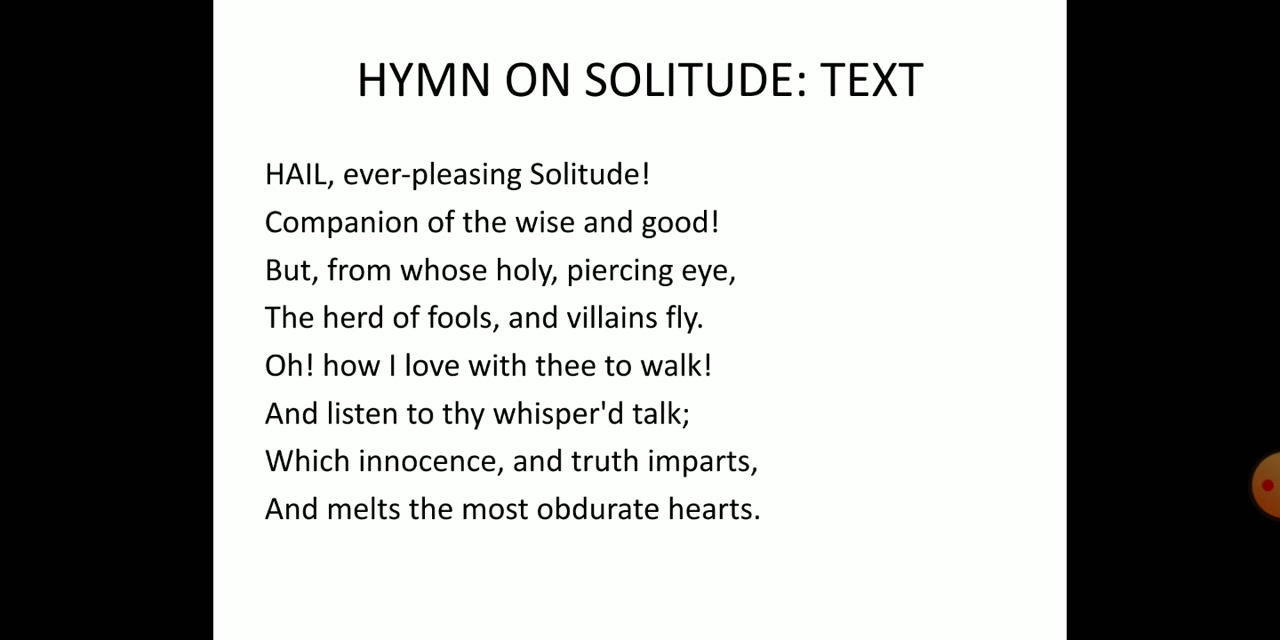 HYMN ON SOLITUDE: TEXT
HAIL, ever-pleasing Solitude!
Companion of the wise and good!
But, from whose holy, piercing eye,
The herd of fools, and villains fly.
Oh! how I love with thee to walk!
And listen to thy whisper'd talk;
Which innocence, and truth imparts,
And melts the most obdurate hearts.